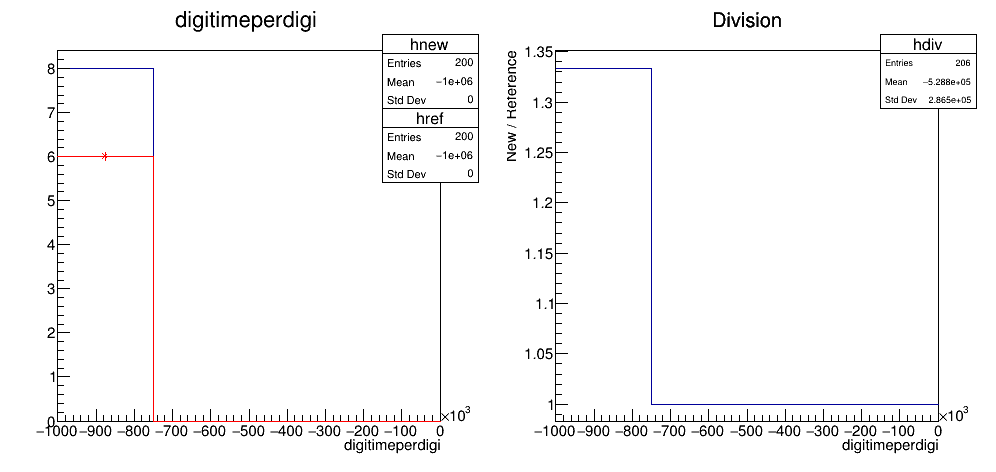 digitimeperdigi
hnew
Entries 200
Mean −1e+06
Std Dev 0
href
Entries 200
Mean −1e+06
Std Dev 0
8
7
6
5
4
3
2
1
0
−1000 −900 −800 −700 −600 −500 −400 −300 −200 −100 0
×10³
digitimeperdigi
Division
hdiv
Entries 206
Mean −5.288e+05
Std Dev 2.865e+05
New / Reference
1.35
1.3
1.25
1.2
1.15
1.1
1.05
1
−1000 −900 −800 −700 −600 −500 −400 −300 −200 −100 0
×10³
digitimeperdigi